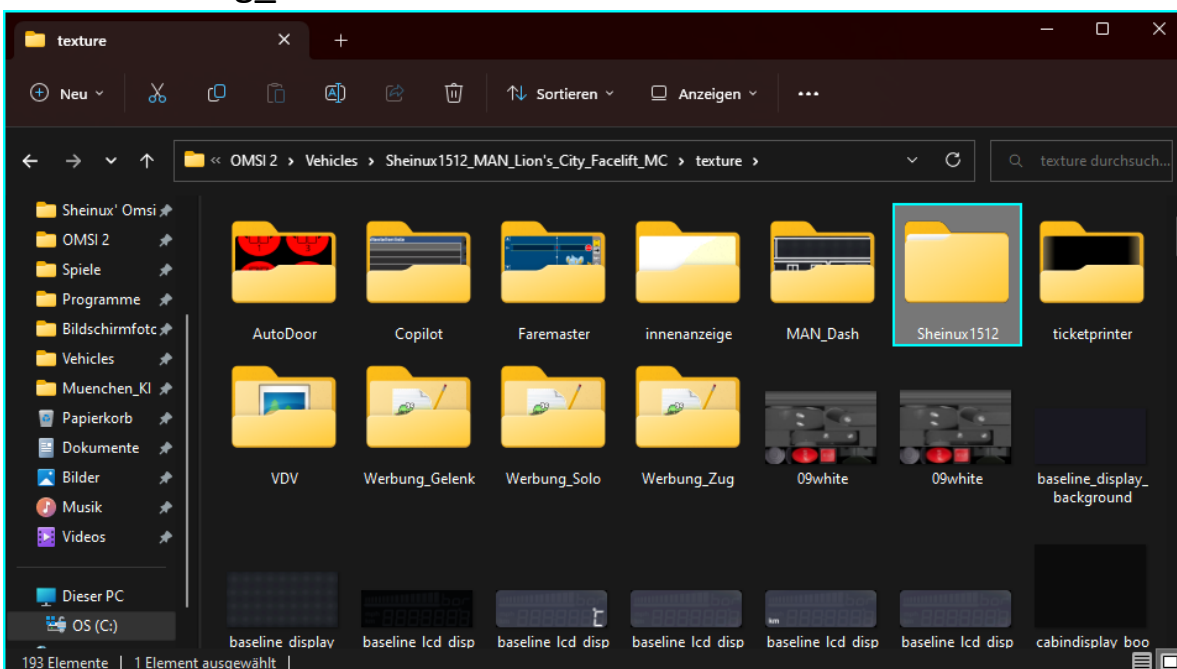 texture
Neu
Sortieren
Anzeigen
OMSI 2 > Vehicles > Sheinux1512_MAN_Lion's_City_Facelift_MC > texture >
texture durchsuch...
Sheinux' Omsi
OMSI 2
Spiele
Programme
Bildschirmfotc
Vehicles
Muenchen_Kl
Papierkorb
Dokumente
Bilder
Musik
Videos
Dieser PC
OS (C:)
AutoDoor
Copilot
Faremaster
innenanzeige
MAN_Dash
Sheinux1512
ticketprinter
VDV
Werbung_Gelenk
Werbung_Solo
Werbung_Zug
09white
09white
baseline_display_
background
baseline display
baseline lcd disp
baseline lcd disp
baseline lcd disp
baseline lcd disp
baseline lcd disp
cabindisplay boo
193 Elemente | 1 Element ausgewählt |